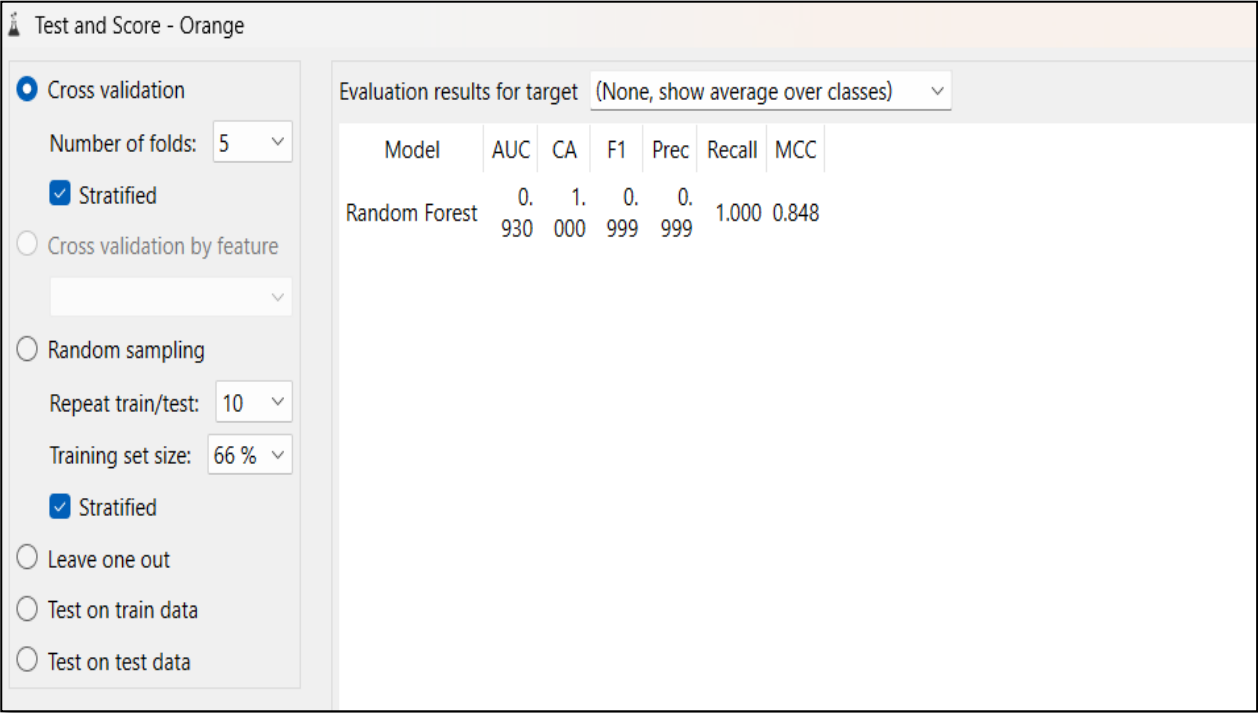 Test and Score - Orange
Cross validation
Number of folds: 5
Stratified
Cross validation by feature
Random sampling
Repeat train/test: 10
Training set size: 66 %
Stratified
Leave one out
Test on train data
Test on test data
Evaluation results for target (None, show average over classes)
Model AUC CA F1 Prec Recall MCC
Random Forest 0.930 1.000 0.999 0.999 1.000 0.848